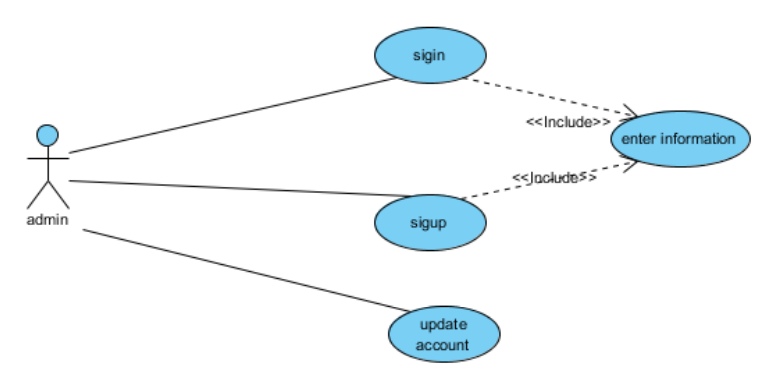 sigin
<<Include>>
enter information
<<Include>>
admin
sigup
update
account